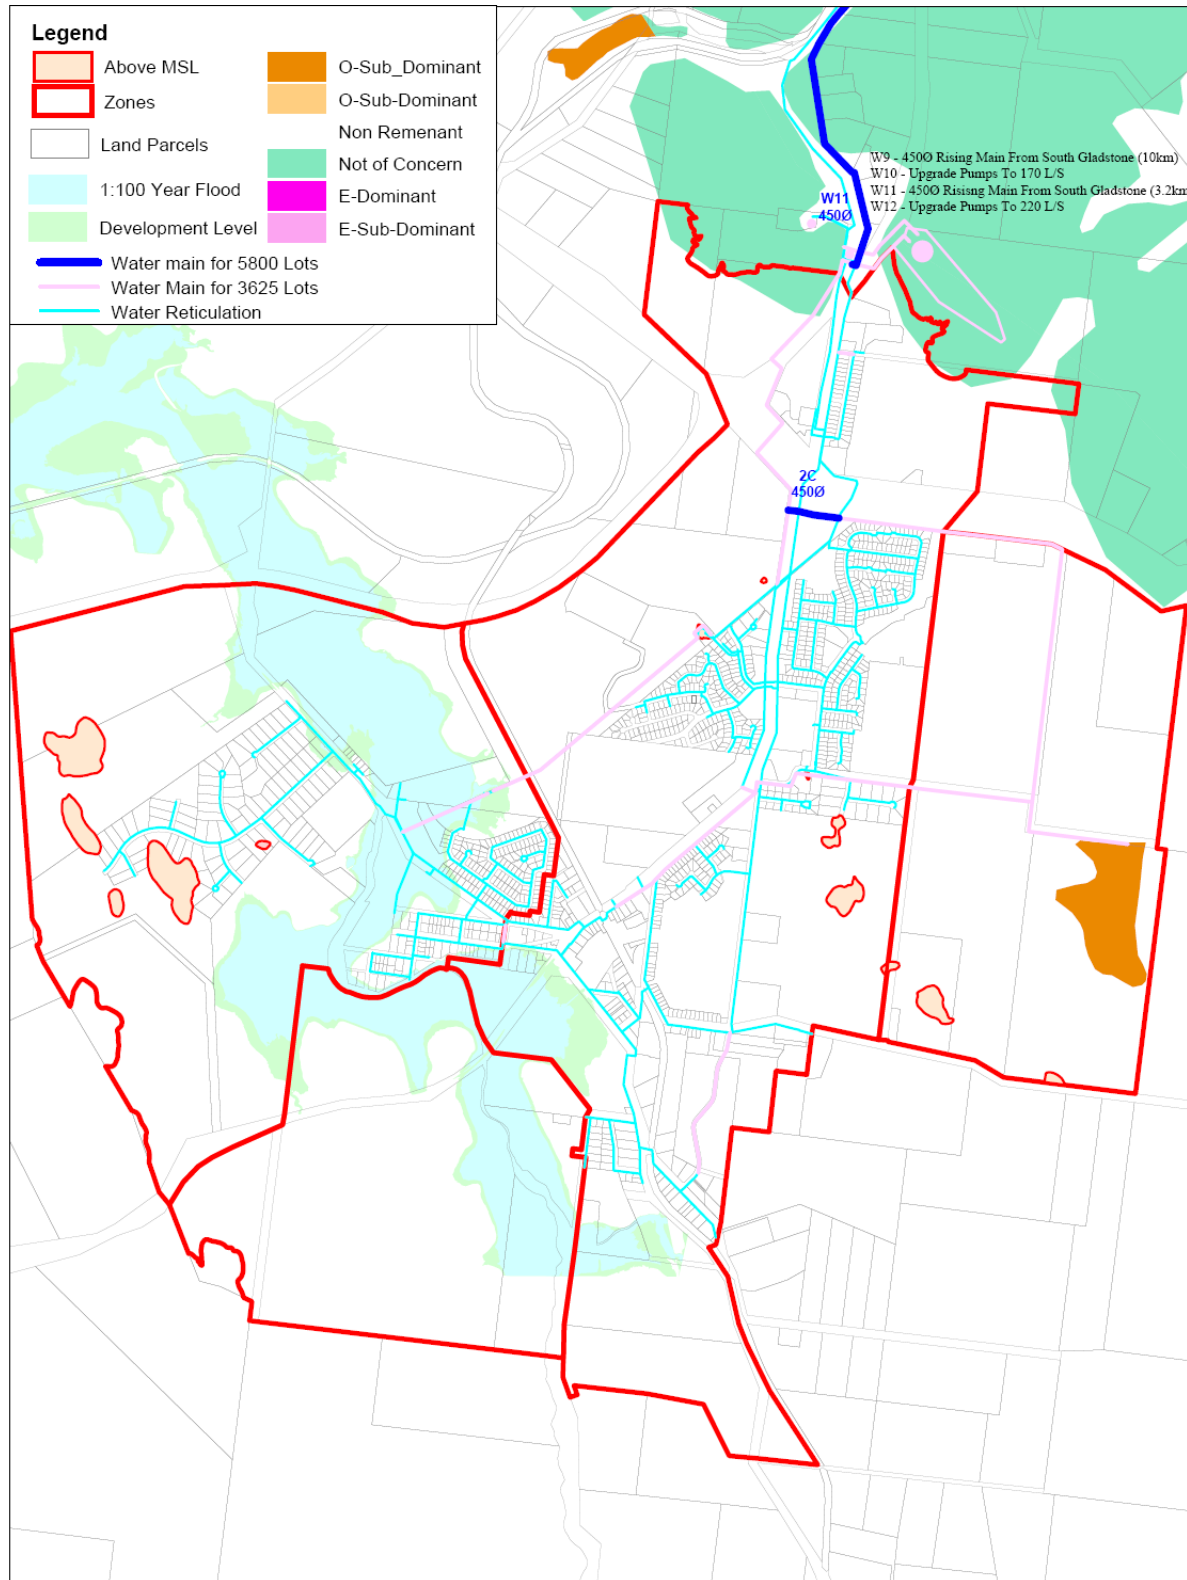 Legend
Above MSL
Zones
Land Parcels
1:100 Year Flood
Development Level
O-Sub_Dominant
O-Sub-Dominant
Non Remenant
Not of Concern
E-Dominant
E-Sub-Dominant
Water main for 5800 Lots
Water Main for 3625 Lots
Water Reticulation
W9 - 450Ø Rising Main From South Gladstone (10km)
W10 - Upgrade Pumps To 170 L/S
W11 - 450Ø Risisng Main From South Gladstone (3.2km
W12 - Upgrade Pumps To 220 L/S
W11
450Ø
2C
450Ø